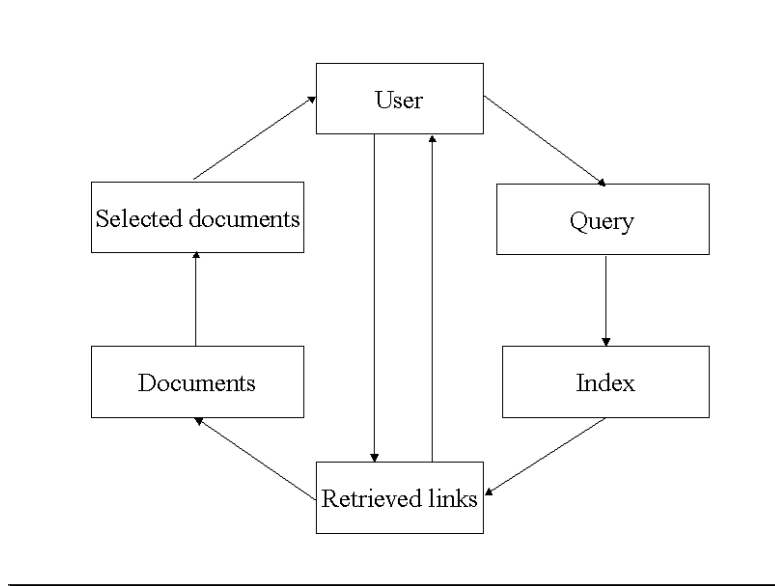 User
Selected documents
Query
Documents
Index
Retrieved links